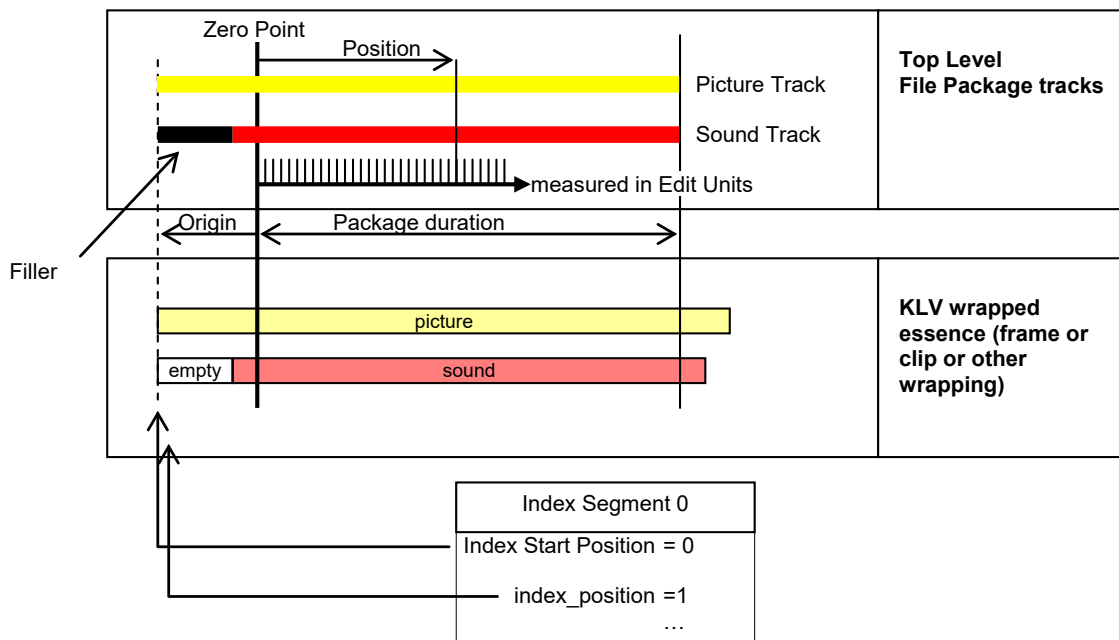 Zero Point
Position
Picture Track
Sound Track
measured in Edit Units
Top Level
File Package tracks
Origin
Package duration
Filler
picture
empty
sound
KLV wrapped
essence (frame or
clip or other
wrapping)
Index Segment 0
Index Start Position = 0
index_position =1
…